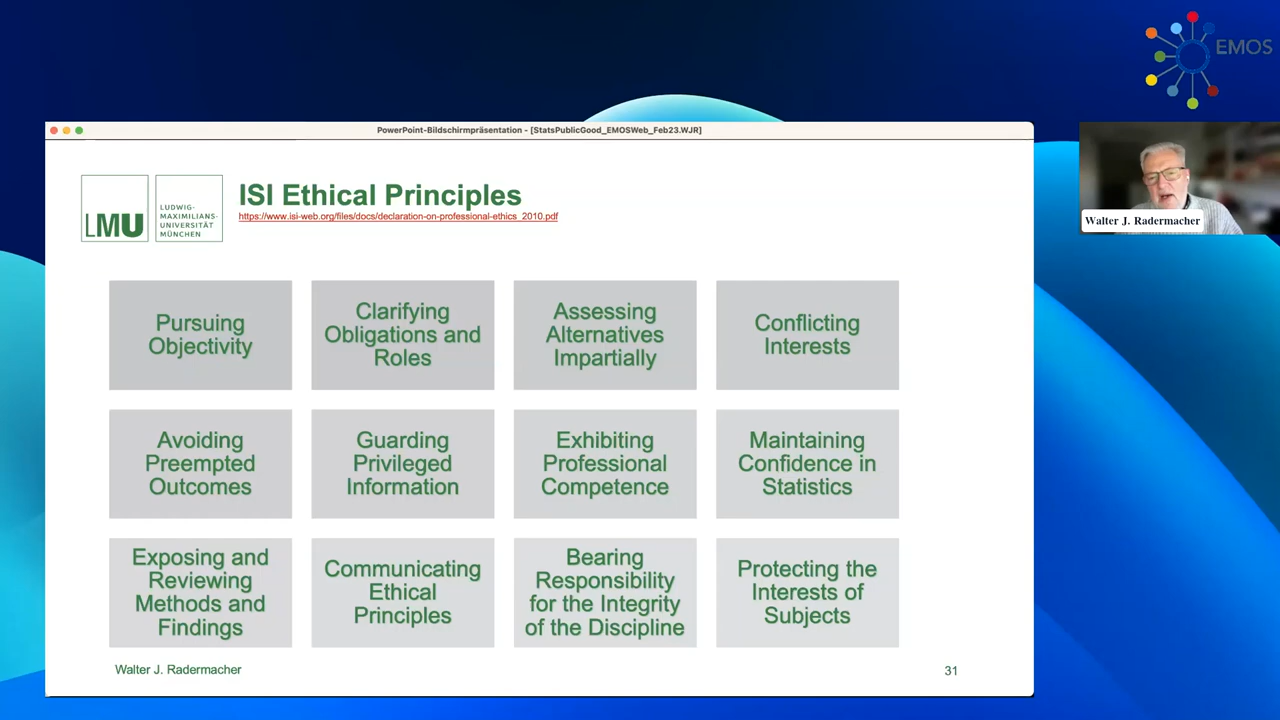 EMOS
PowerPoint-Bildschirmpräsentation - [StatsPublicGood_EMOSWeb_Feb23.WJR]
LMU
LUDWIG-
MAXIMILIANS-
UNIVERSITÄT
MÜNCHEN
ISI Ethical Principles
https://www.isi-web.org/files/docs/declaration-on-professional-ethics_2010.pdf
Walter J. Radermacher
Pursuing
Objectivity
Clarifying
Obligations and
Roles
Assessing
Alternatives
Impartially
Conflicting
Interests
Avoiding
Preempted
Outcomes
Guarding
Privileged
Information
Exhibiting
Professional
Competence
Maintaining
Confidence in
Statistics
Exposing and
Reviewing
Methods and
Findings
Communicating
Ethical
Principles
Bearing
Responsibility
for the Integrity
of the Discipline
Protecting the
Interests of
Subjects
Walter J. Radermacher
31